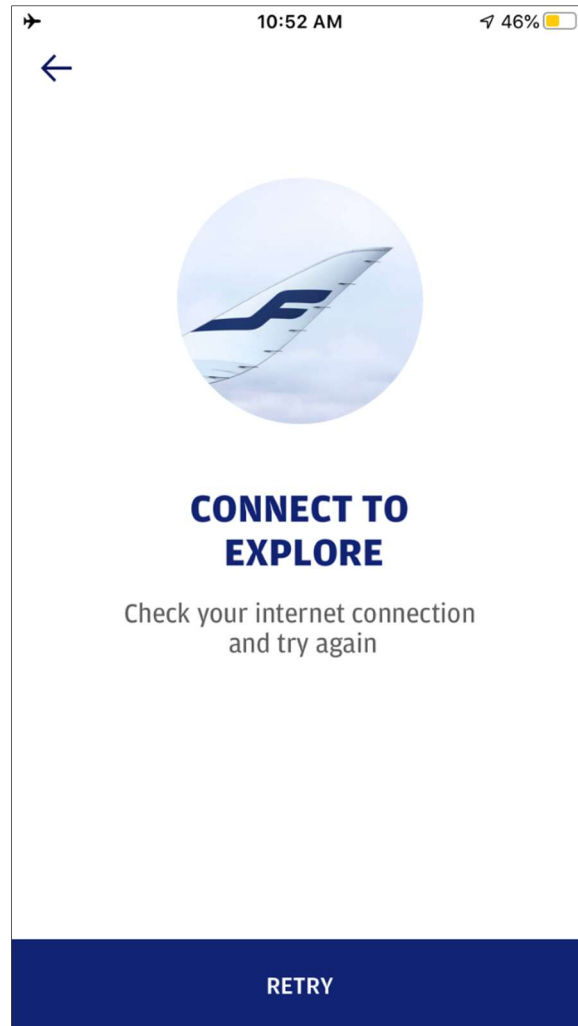 10:52 AM
46%
CONNECT TO
EXPLORE
Check your internet connection
and try again
RETRY